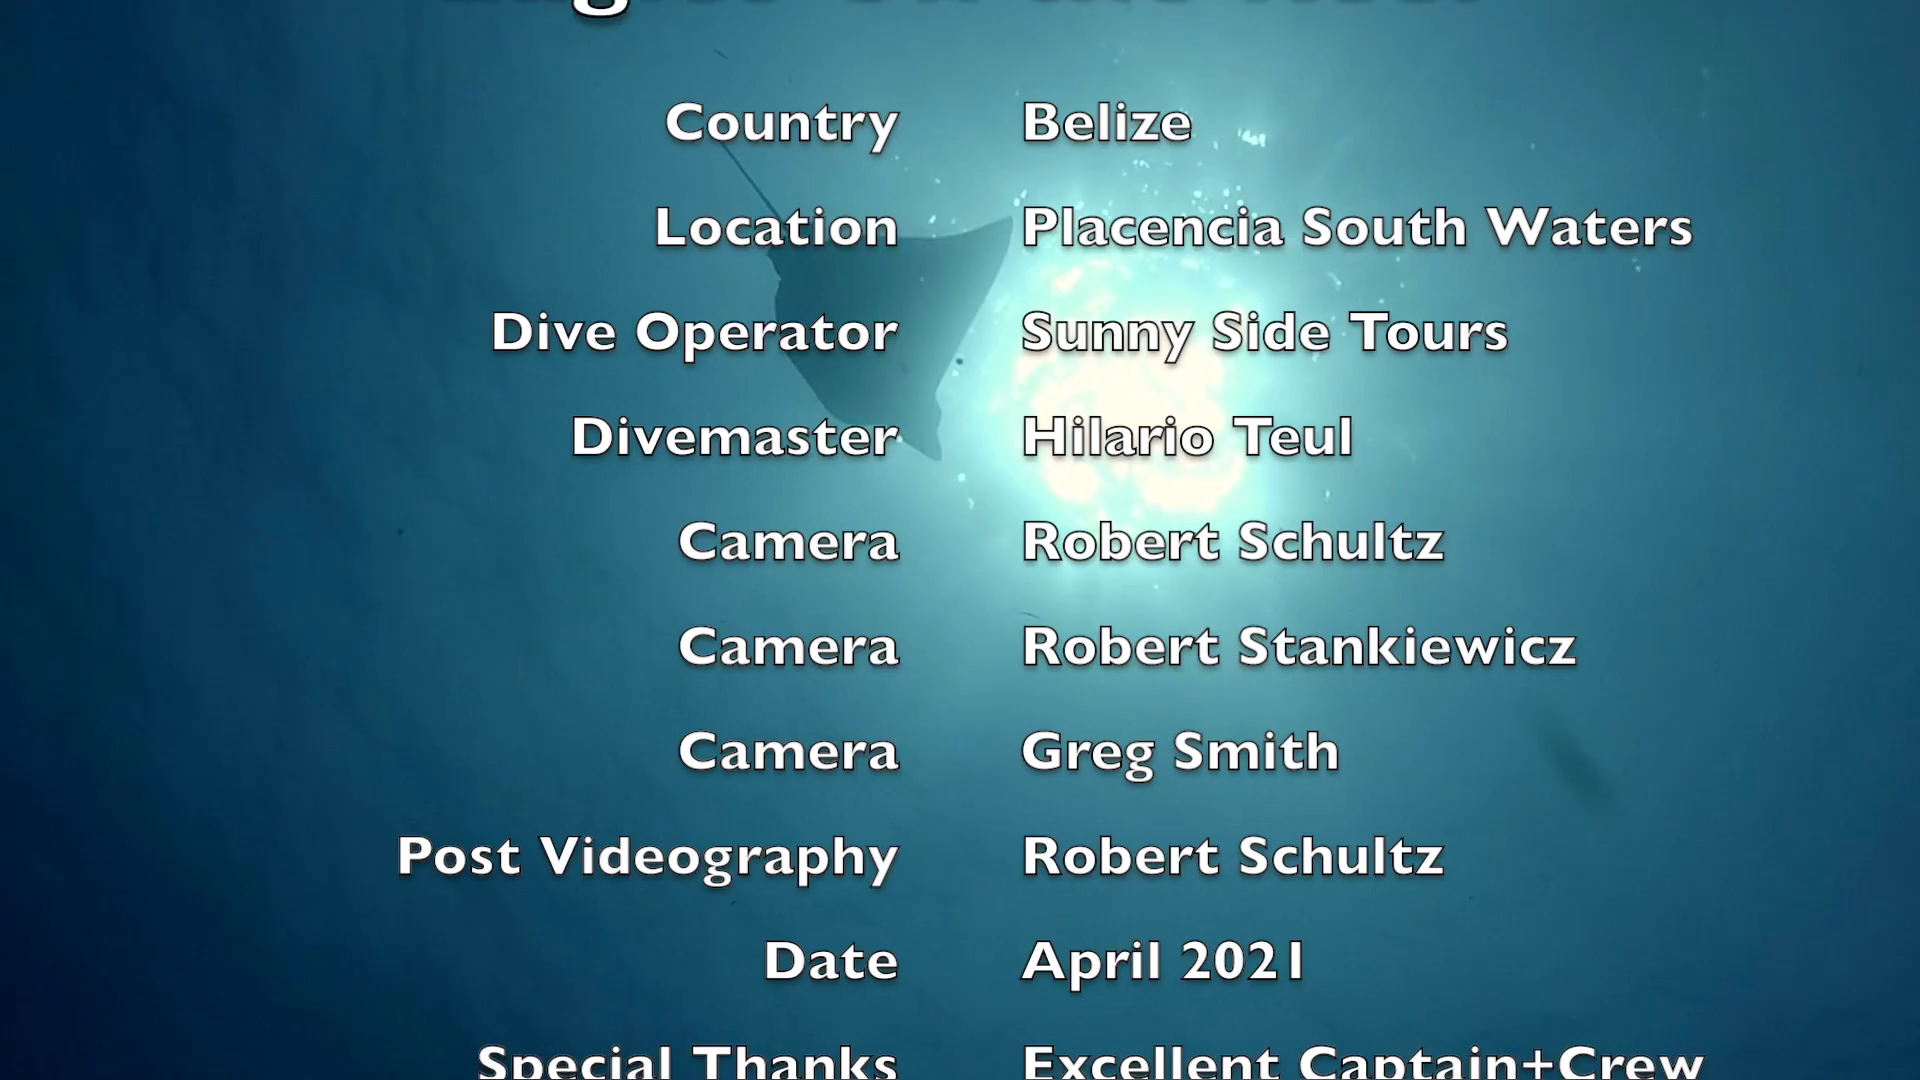 Country Belize
Location Placencia South Waters
Dive Operator Sunny Side Tours
Divemaster Hilario Teul
Camera Robert Schultz
Camera Robert Stankiewicz
Camera Greg Smith
Post Videography Robert Schultz
Date April 2021
Special Thanks Excellent Captain+Crew